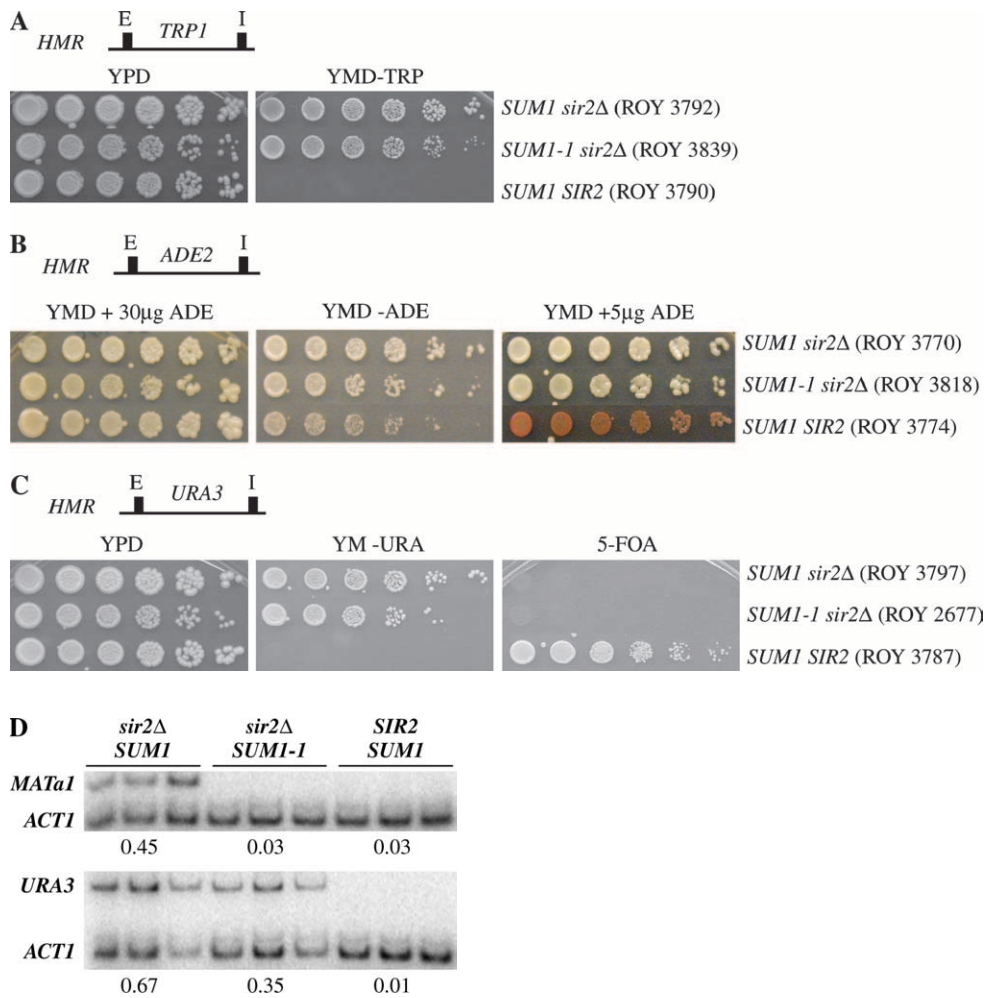 A
E I
HMR TRP1
YPD YMD-TRP
SUM1 sir2Δ (ROY 3792)
SUM1-1 sir2Δ (ROY 3839)
SUM1 SIR2 (ROY 3790)
B
E I
HMR ADE2
YMD + 30µg ADE YMD -ADE YMD +5µg ADE
SUM1 sir2Δ (ROY 3770)
SUM1-1 sir2Δ (ROY 3818)
SUM1 SIR2 (ROY 3774)
C
E I
HMR URA3
YPD YM -URA 5-FOA
SUM1 sir2Δ (ROY 3797)
SUM1-1 sir2Δ (ROY 2677)
SUM1 SIR2 (ROY 3787)
D
sir2Δ sir2Δ SIR2
SUM1 SUM1-1 SUM1
MATa1
ACT1
0.45 0.03 0.03
URA3
ACT1
0.67 0.35 0.01